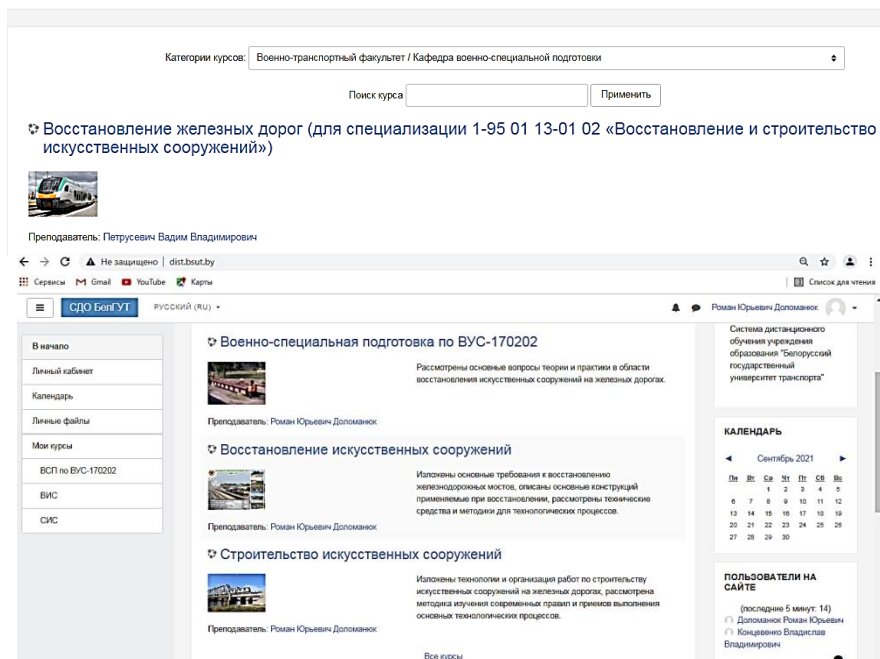 Категории курсов: Военно-транспортный факультет / Кафедра военно-специальной подготовки
Поиск курса Применить
Восстановление железных дорог (для специализации 1-95 01 13-01 02 «Восстановление и строительство
искусственных сооружений»)
Преподаватель: Петрусевич Вадим Владимирович
Не защищено | dist.bsut.by
Сервисы Gmail YouTube Карты Список для чтения
СДО БелГУТ РУССКИЙ (RU) Роман Юрьевич Доломанюк
В начало
Личный кабинет
Календарь
Личные файлы
Мои курсы
ВСП по ВУС-170202
ВИС
СИС
Военно-специальная подготовка по ВУС-170202
Рассмотрены основные вопросы теории и практики в области
восстановления искусственных сооружений на железных дорогах.
Преподаватель: Роман Юрьевич Доломанюк
Восстановление искусственных сооружений
Изложены основные требования к восстановлению
железнодорожных мостов, описаны основные конструкций
применяемые при восстановлении, рассмотрены технические
средства и методики для технологических процессов.
Преподаватель: Роман Юрьевич Доломанюк
Строительство искусственных сооружений
Изложены технологии и организация работ по строительству
искусственных сооружений на железных дорогах, рассмотрена
методика изучения современных правил и приемов выполнения
основных технологических процессов.
Преподаватель: Роман Юрьевич Доломанюк
Все курсы
Система дистанционного
обучения учреждения
образования "Белорусский
государственный
университет транспорта"
КАЛЕНДАРЬ
Сентябрь 2021
Пн Вт Ср Чт Пт Сб Вс
1 2 3 4 5
6 7 8 9 10 11 12
13 14 15 16 17 18 19
20 21 22 23 24 25 26
27 28 29 30
ПОЛЬЗОВАТЕЛИ НА
САЙТЕ
(последние 5 минут: 14)
Доломанюк Роман Юрьевич
Концевенко Владислав
Владимирович